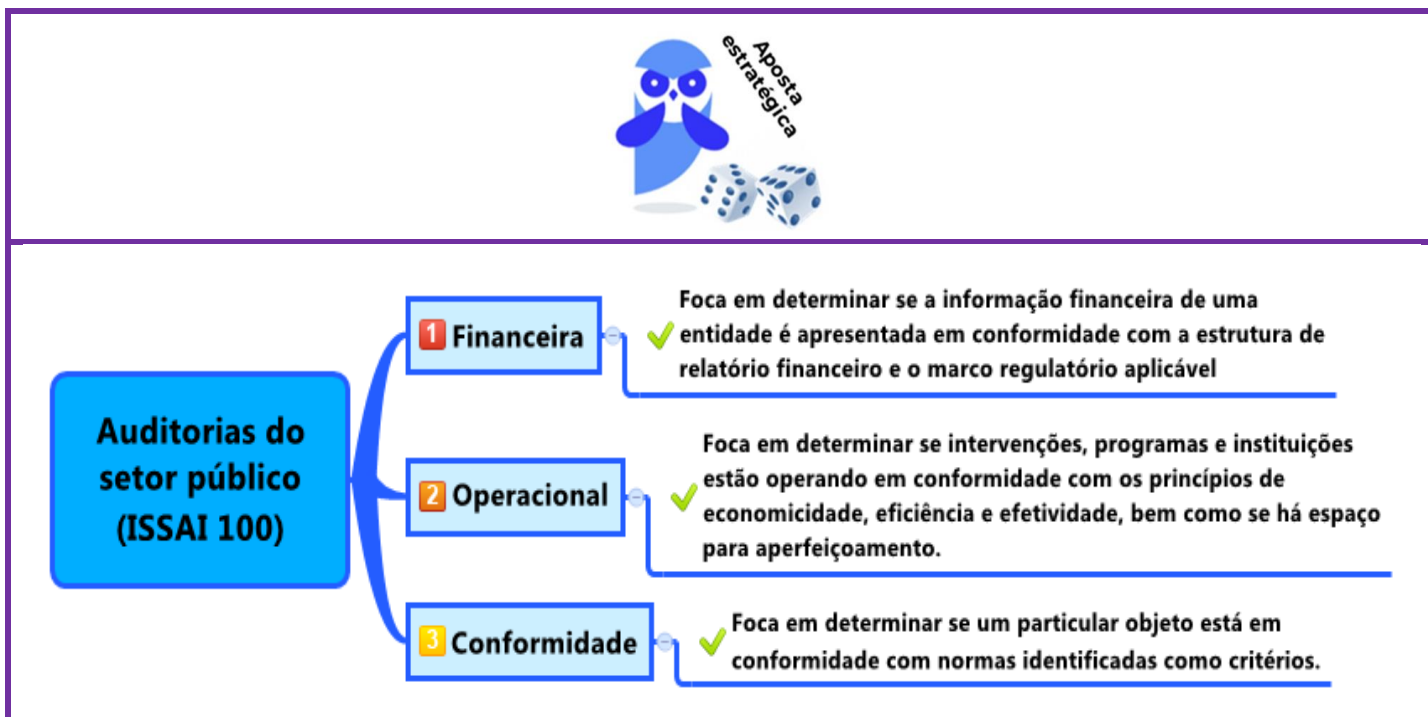 Aposta
estratégica
Auditorias do
setor público
(ISSAI 100)
1 Financeira
Foca em determinar se a informação financeira de uma
entidade é apresentada em conformidade com a estrutura de
relatório financeiro e o marco regulatório aplicável
2 Operacional
Foca em determinar se intervenções, programas e instituições
estão operando em conformidade com os princípios de
economicidade, eficiência e efetividade, bem como se há espaço
para aperfeiçoamento.
3 Conformidade
Foca em determinar se um particular objeto está em
conformidade com normas identificadas como critérios.